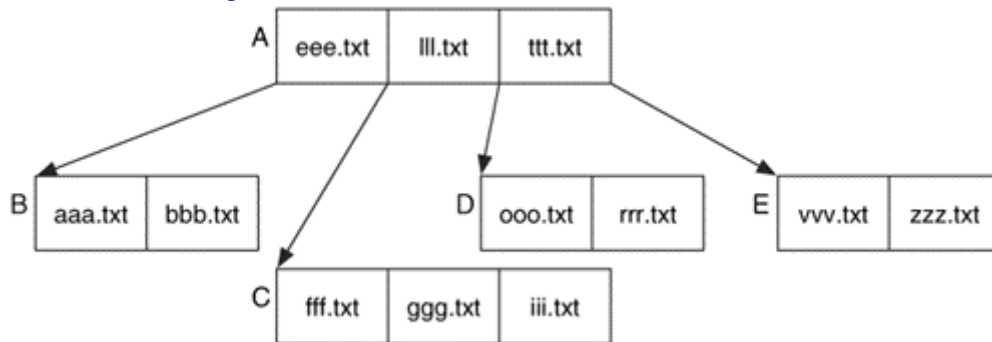 A eee.txt lll.txt ttt.txt
B aaa.txt bbb.txt D ooo.txt rrr.txt E vvv.txt zzz.txt
C fff.txt ggg.txt iii.txt